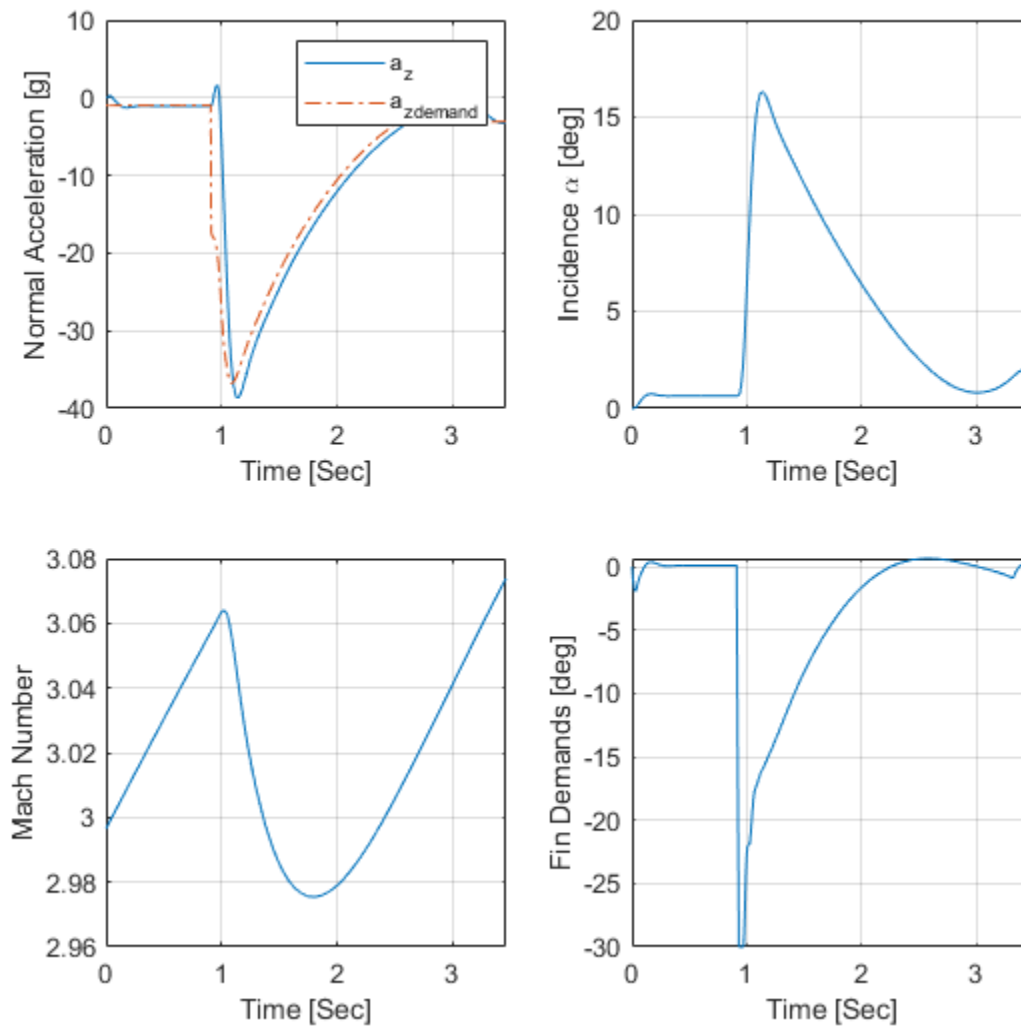 10
0
-10
-20
-30
-40
Normal Acceleration [g]
a_z
a_zdemand
0 1 2 3
Time [Sec]
20
15
10
5
0
Incidence α [deg]
0 1 2 3
Time [Sec]
3.08
3.06
3.04
3.02
3
2.98
2.96
Mach Number
0 1 2 3
Time [Sec]
0
-5
-10
-15
-20
-25
-30
Fin Demands [deg]
0 1 2 3
Time [Sec]